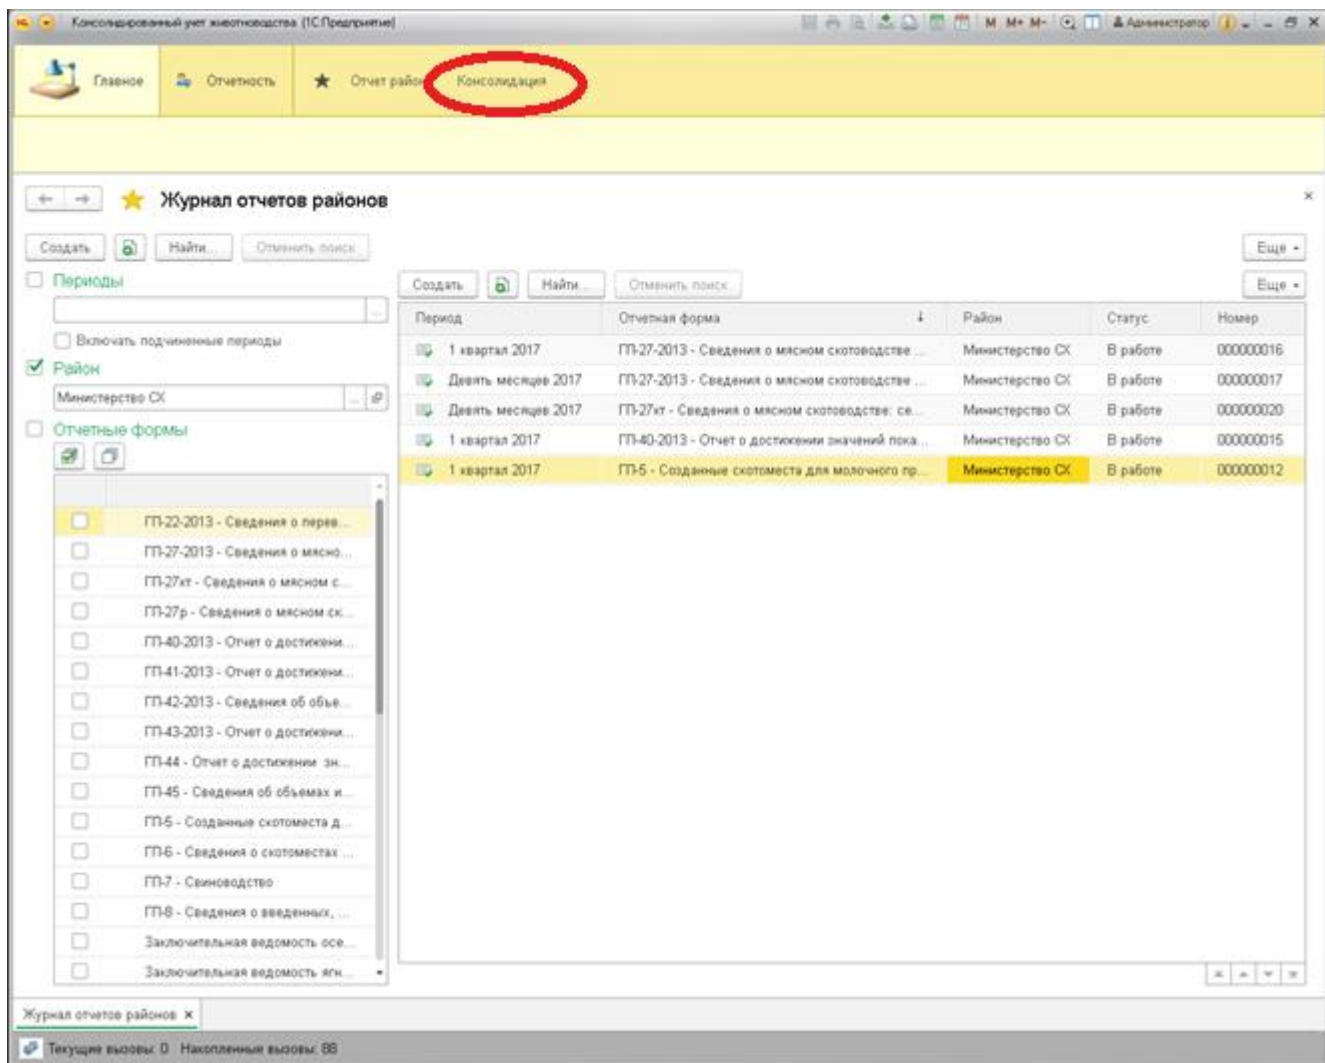 Консолидированный учет животноводства (1С:Предприятие)
M M+ M- Администратор
Главное Отчетность Отчет район Консолидация
Журнал отчетов районов
Создать Найти... Отменить поиск Еще
Периоды
Создать Найти... Отменить поиск Еще
Период Отчетная форма ↓ Район Статус Номер
Включать подчиненные периоды
1 квартал 2017 ГП-27-2013 - Сведения о мясном скотоводстве ... Министерство СХ В работе 000000016
Район
Девять месяцев 2017 ГП-27-2013 - Сведения о мясном скотоводстве ... Министерство СХ В работе 000000017
Министерство СХ ...
Девять месяцев 2017 ГП-27кт - Сведения о мясном скотоводстве: се... Министерство СХ В работе 000000020
Отчетные формы
1 квартал 2017 ГП-40-2013 - Отчет о достижении значений пока... Министерство СХ В работе 000000015
1 квартал 2017 ГП-5 - Созданные скотоместа для молочного пр... Министерство СХ В работе 000000012
ГП-22-2013 - Сведения о перев...
ГП-27-2013 - Сведения о мясно...
ГП-27кт - Сведения о мясном с...
ГП-27р - Сведения о мясном ск...
ГП-40-2013 - Отчет о достижени...
ГП-41-2013 - Отчет о достижени...
ГП-42-2013 - Сведения об объе...
ГП-43-2013 - Отчет о достижени...
ГП-44 - Отчет о достижении зн...
ГП-45 - Сведения об объемах и...
ГП-5 - Созданные скотоместа д...
ГП-6 - Сведения о скотоместах ...
ГП-7 - Свиноводство
ГП-8 - Сведения о введенных, ...
Заключительная ведомость осе...
Заключительная ведомость ягн...
Журнал отчетов районов ×
Текущие вызовы: 0 Накопленные вызовы: 88